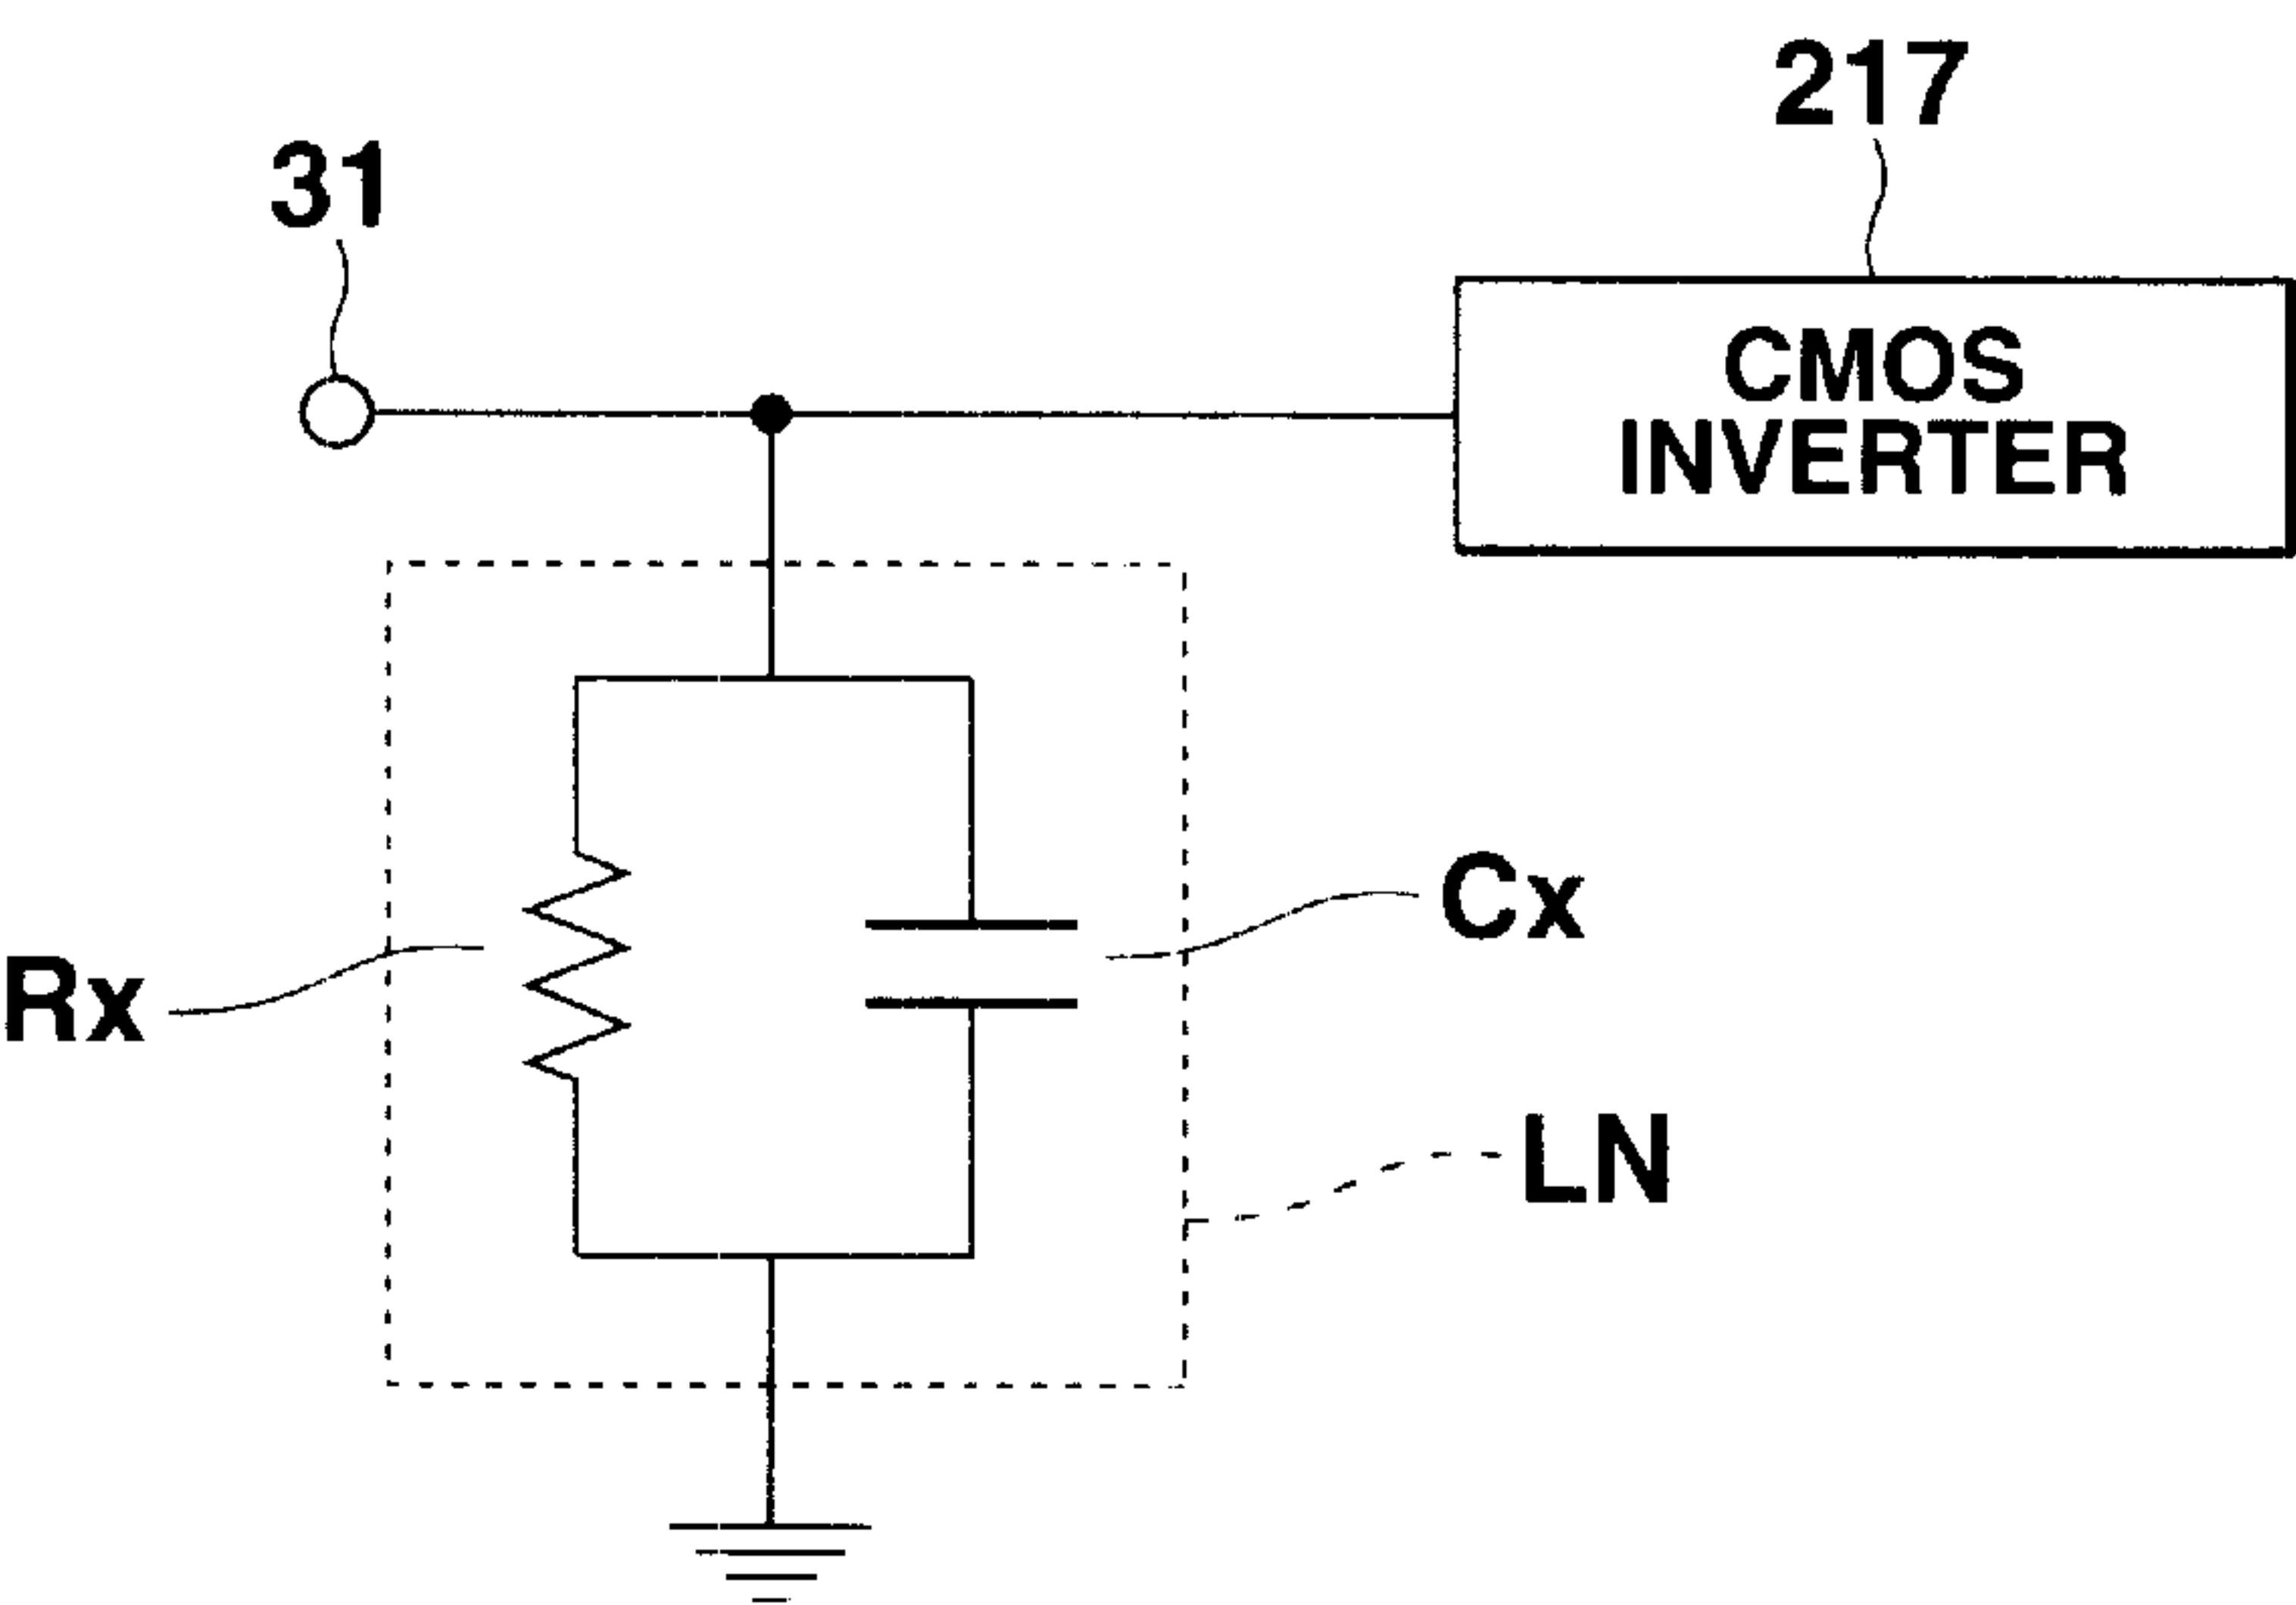 217
31
CMOS
INVERTER
Cx
Rx
LN